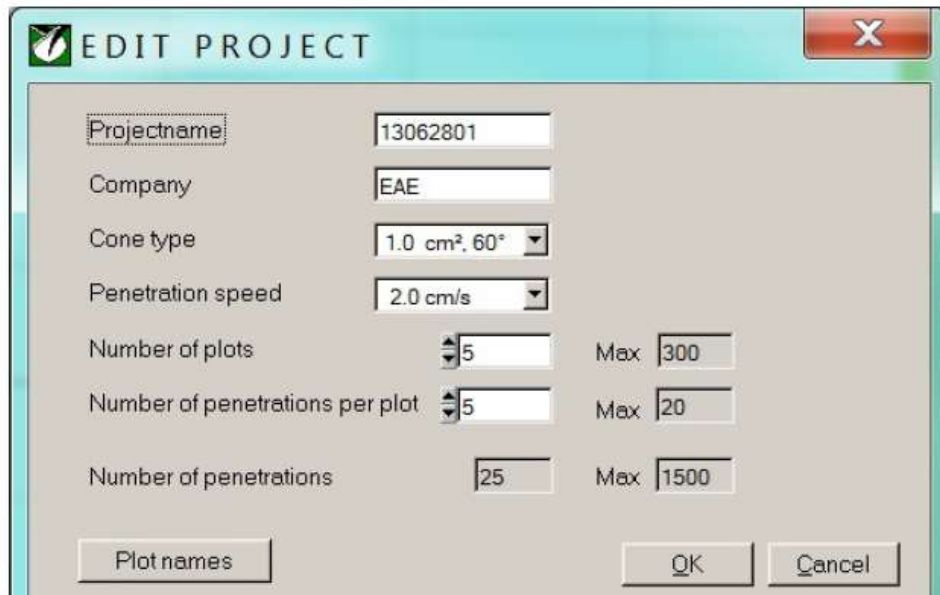 EDIT PROJECT
Projectname 13062801
Company EAE
Cone type 1.0 cm², 60°
Penetration speed 2.0 cm/s
Number of plots 5 Max 300
Number of penetrations per plot 5 Max 20
Number of penetrations 25 Max 1500
Plot names OK Cancel